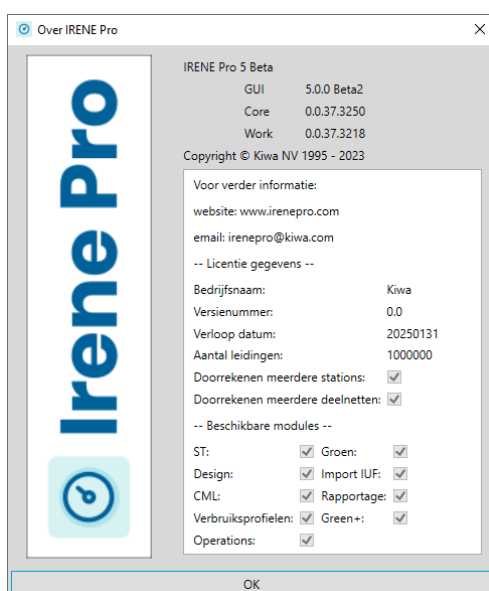 Over IRENE Pro
Irene Pro
IRENE Pro 5 Beta
GUI 5.0.0 Beta2
Core 0.0.37.3250
Work 0.0.37.3218
Copyright © Kiwa NV 1995 - 2023
Voor verder informatie:
website: www.irenepro.com
email: irenepro@kiwa.com
-- Licentie gegevens --
Bedrijfsnaam: Kiwa
Versienummer: 0.0
Verloop datum: 20250131
Aantal leidingen: 1000000
Doorrekenen meerdere stations:
Doorrekenen meerdere deelnetten:
-- Beschikbare modules --
ST: Groen:
Design: Import IUF:
CML: Rapportage:
Verbruiksprofielen: Green+:
Operations:
OK